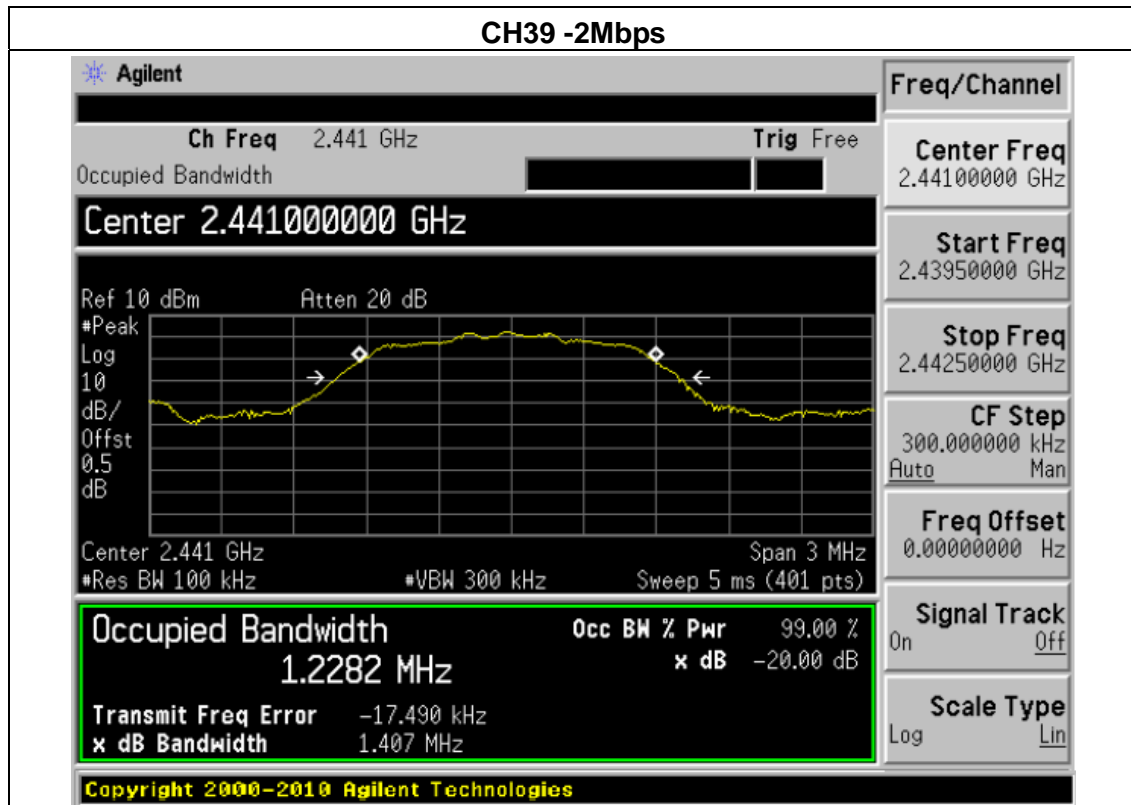 CH39 -2Mbps
Agilent
Freq/Channel
Ch Freq 2.441 GHz Trig Free
Occupied Bandwidth
Center 2.441000000 GHz
Center Freq
2.44100000 GHz
Start Freq
2.43950000 GHz
Stop Freq
2.44250000 GHz
CF Step
300.000000 kHz
Auto Man
Freq Offset
0.00000000 Hz
Signal Track
On Off
Scale Type
Log Lin
Ref 10 dBm Atten 20 dB
#Peak
Log
10
dB/
Offst
0.5
dB
Center 2.441 GHz Span 3 MHz
#Res BW 100 kHz #VBW 300 kHz Sweep 5 ms (401 pts)
Occupied Bandwidth Occ BW % Pwr 99.00 %
1.2282 MHz x dB -20.00 dB
Transmit Freq Error -17.490 kHz
x dB Bandwidth 1.407 MHz
Copyright 2000-2010 Agilent Technologies